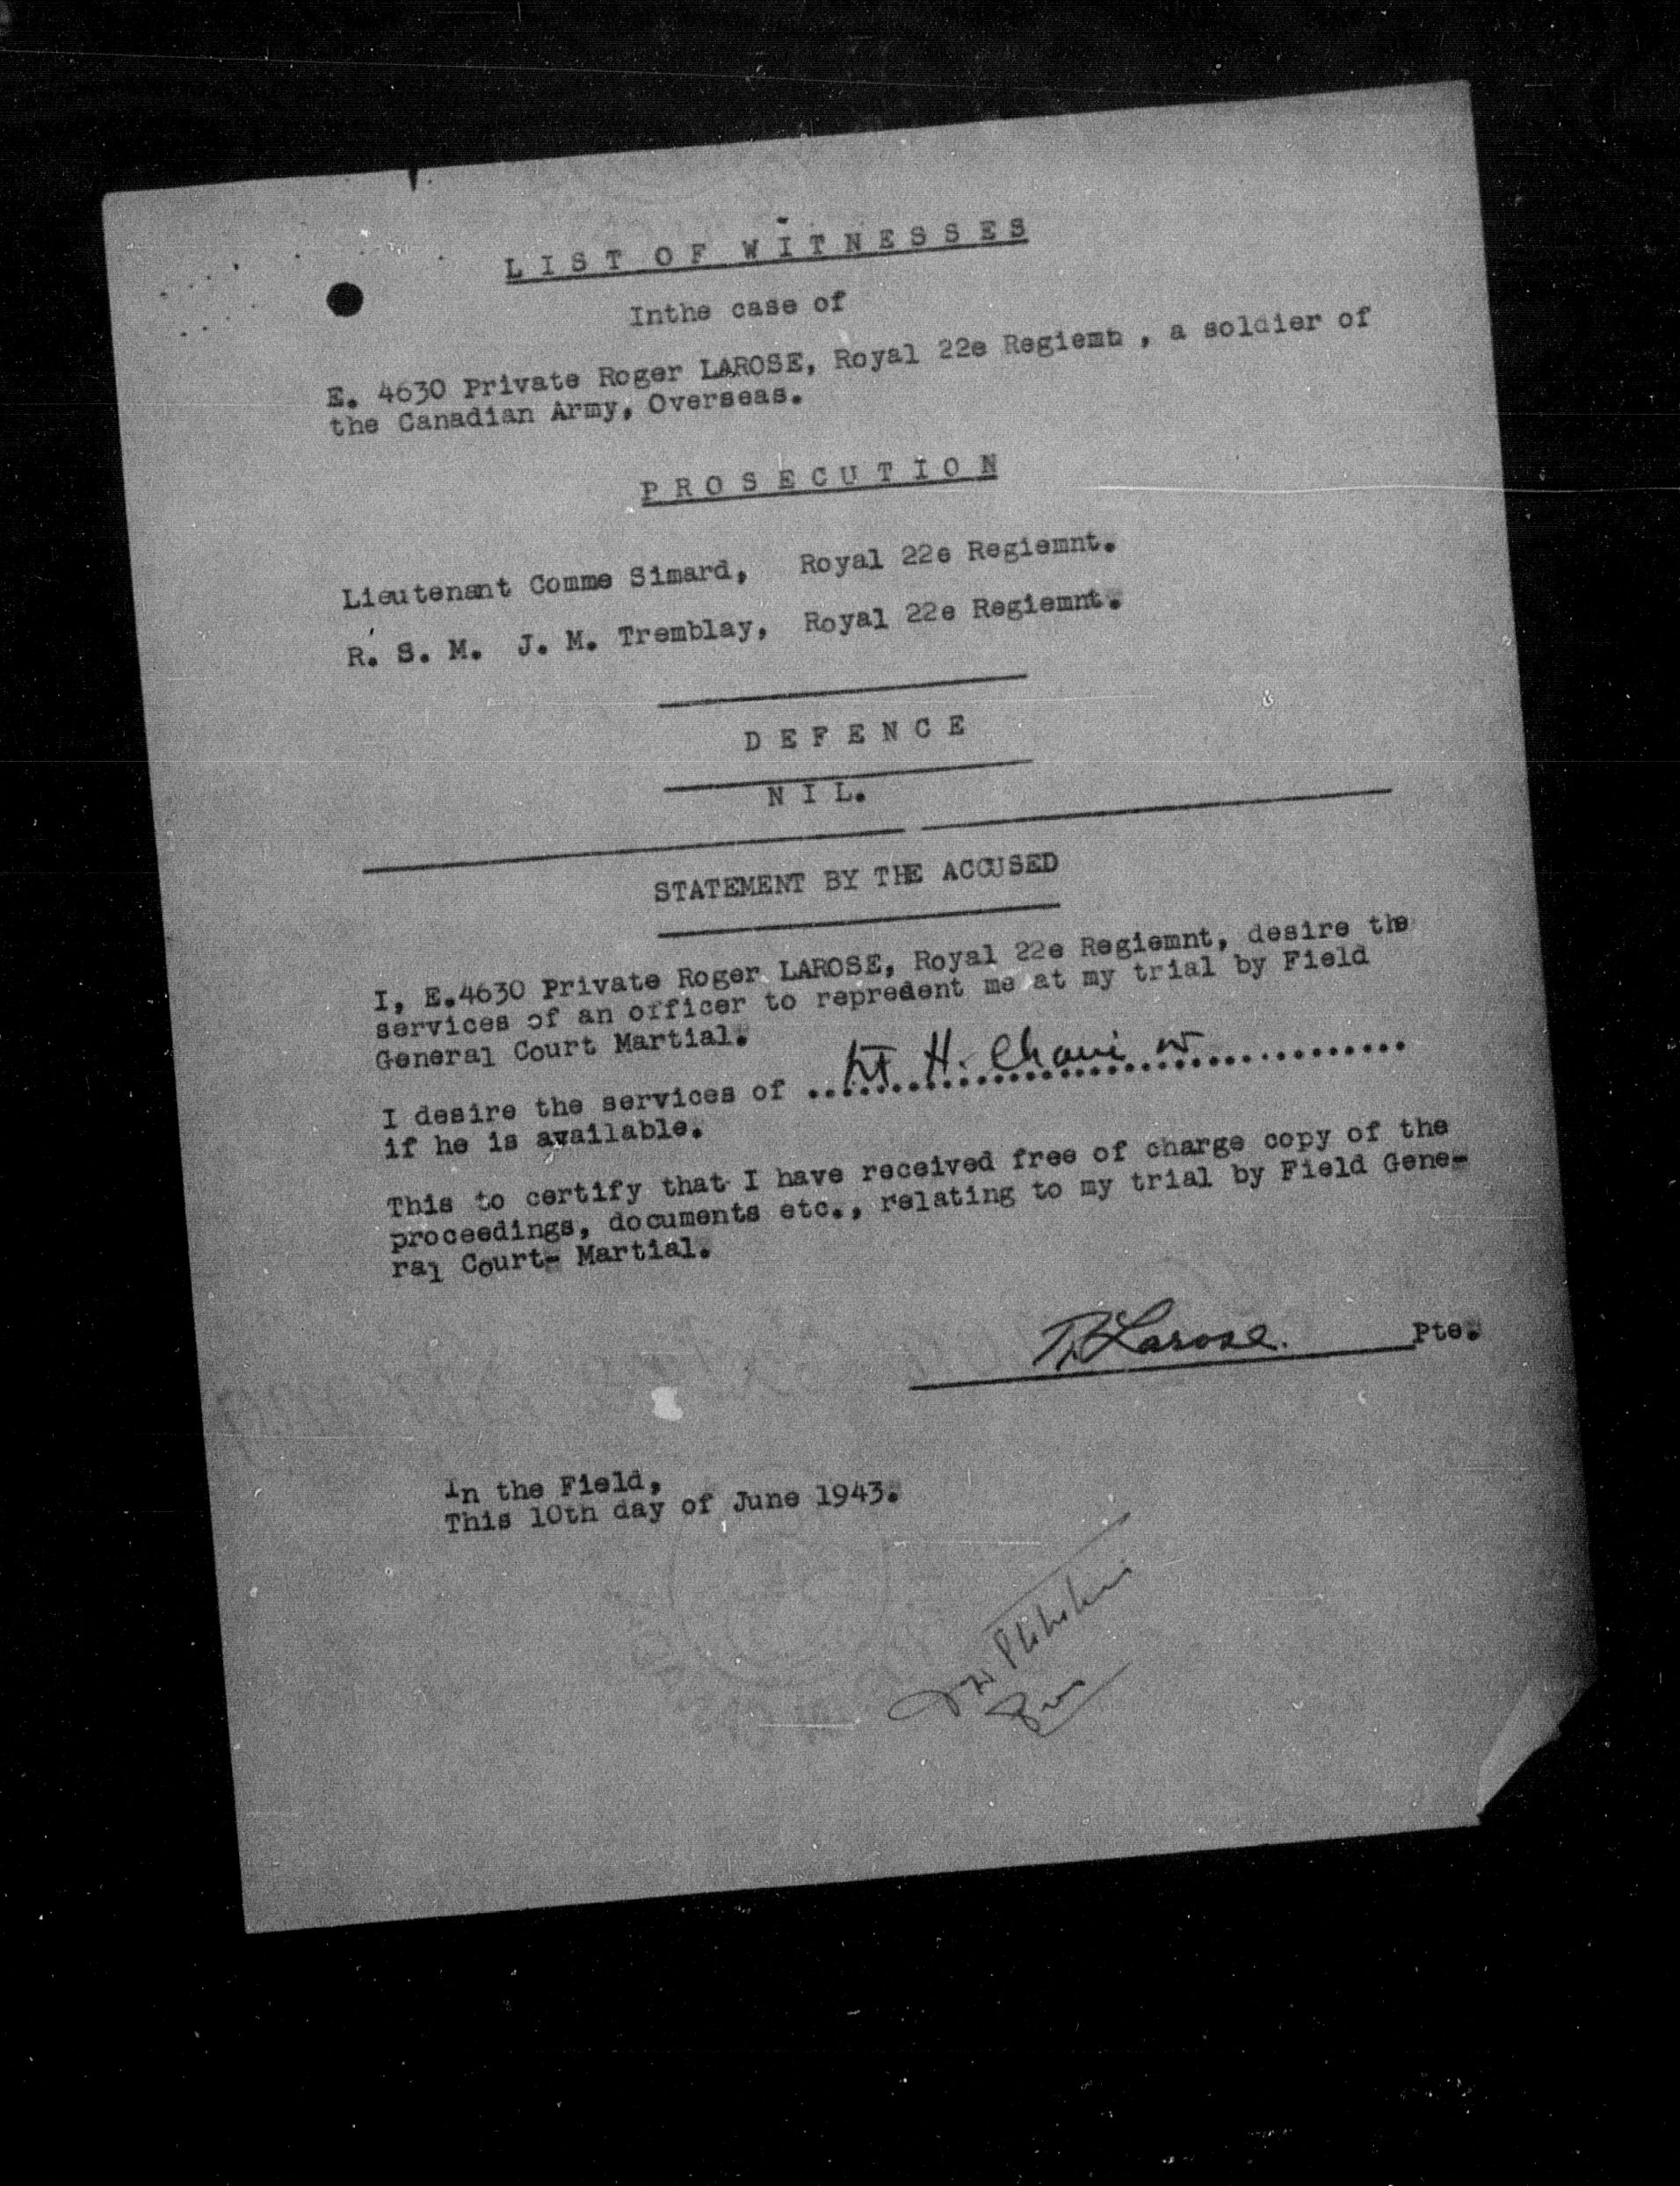 LIST OF WITNESSES
Inthe case of
E. 4630 Private Roger LAROSE, Royal 22e Regiemn , a soldier of
the Canadian Army, Overseas.
PROSECUTION
Lieutenant Comme Simard, Royal 22e Regiemnt.
R. S. M. J. M. Tremblay, Royal 22e Regiemnt.
DEFENCE
NIL.
STATEMENT BY THE ACCUSED
I, E.4630 Private Roger LAROSE, Royal 22e Regiemnt, desire the
services of an officer to repredent me at my trial by Field
General Court Martial.
I desire the services of ..... Lt H. .....
if he is available.
This to certify that I have received free of charge copy of the
proceedings, documents etc., relating to my trial by Field Gene-
ral Court- Martial.
R. Larose. Pte.
In the Field,
This 10th day of June 1943.